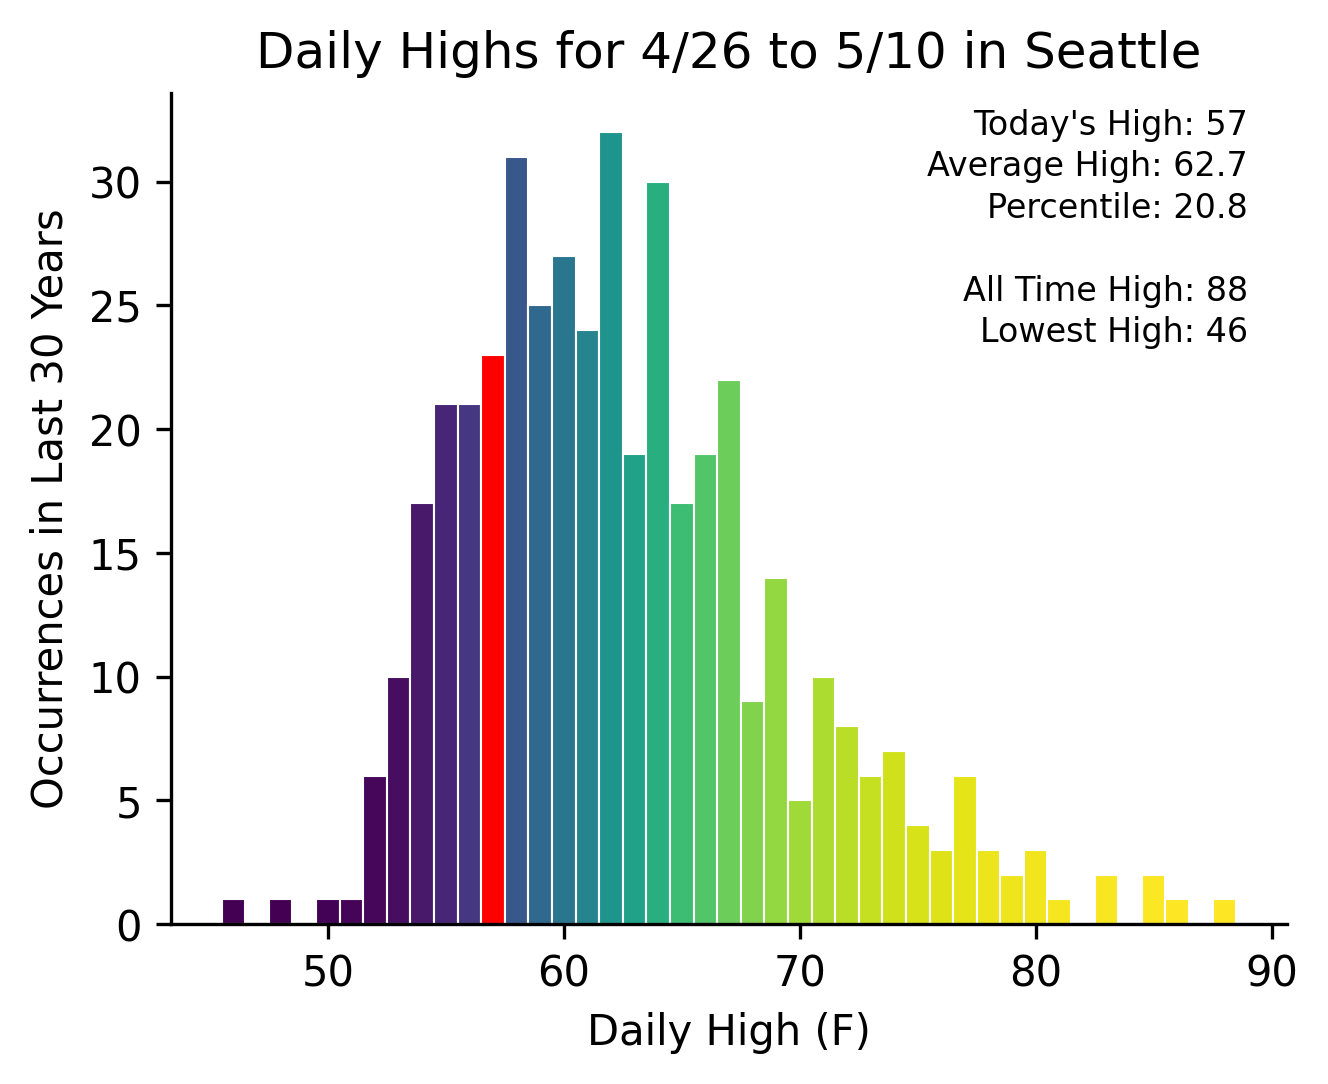 Daily Highs for 4/26 to 5/10 in Seattle
Today's High: 57
Average High: 62.7
Percentile: 20.8
All Time High: 88
Lowest High: 46
Occurrences in Last 30 Years
30
25
20
15
10
5
0
50 60 70 80 90
Daily High (F)